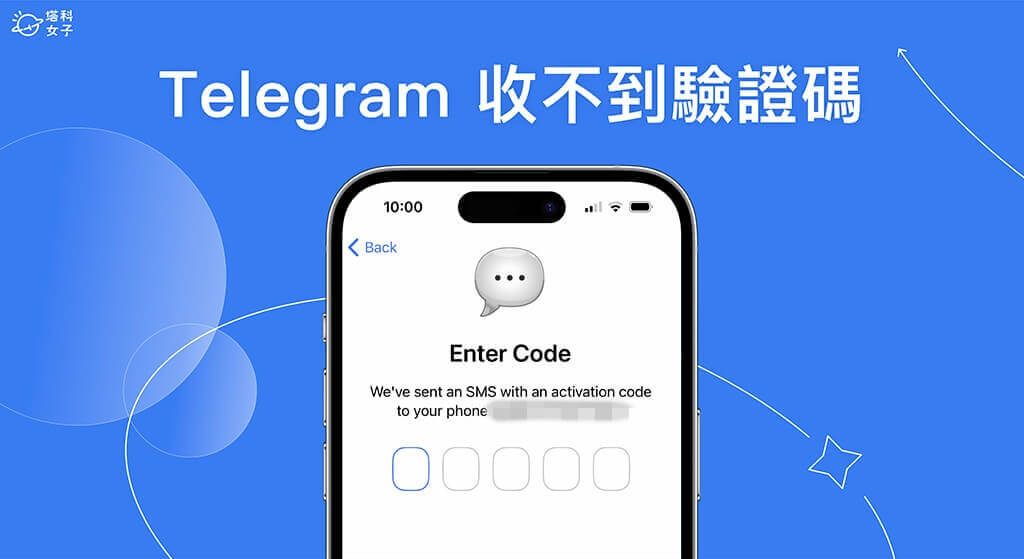 塔科
女子
Telegram 收不到驗證碼
10:00
Back
Enter Code
We've sent an SMS with an activation code
to your phone